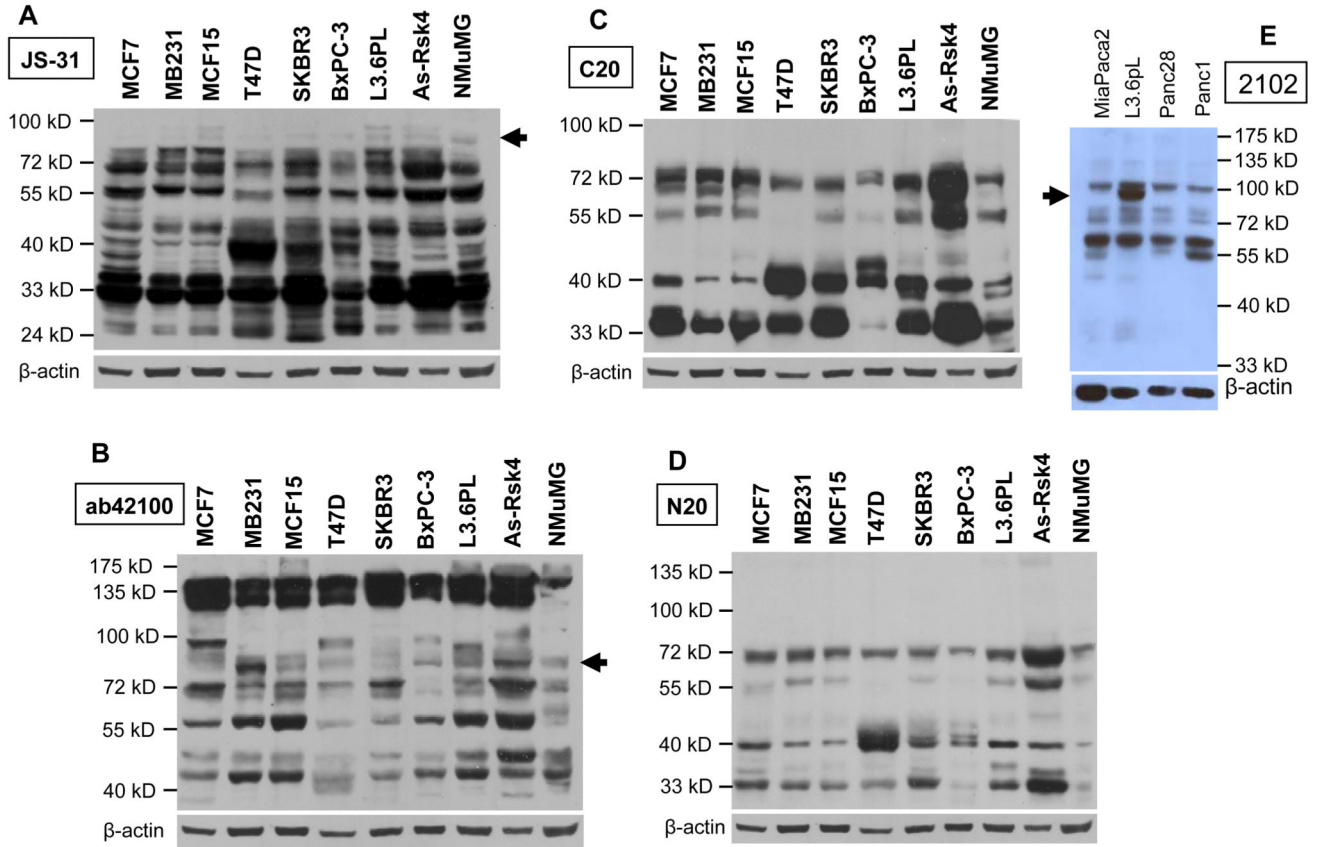 A
JS-31
MCF7
MB231
MCF15
T47D
SKBR3
BxPC-3
L3.6PL
As-Rsk4
NMuMG
100 kD
72 kD
55 kD
40 kD
33 kD
24 kD
β-actin
C
C20
MCF7
MB231
MCF15
T47D
SKBR3
BxPC-3
L3.6PL
As-Rsk4
NMuMG
100 kD
72 kD
55 kD
40 kD
33 kD
β-actin
E
2102
MiaPaca2
L3.6pL
Panc28
Panc1
175 kD
135 kD
100 kD
72 kD
55 kD
40 kD
33 kD
β-actin
B
ab42100
MCF7
MB231
MCF15
T47D
SKBR3
BxPC-3
L3.6PL
As-Rsk4
NMuMG
175 kD
135 kD
100 kD
72 kD
55 kD
40 kD
β-actin
D
N20
MCF7
MB231
MCF15
T47D
SKBR3
BxPC-3
L3.6PL
As-Rsk4
NMuMG
135 kD
100 kD
72 kD
55 kD
40 kD
33 kD
β-actin